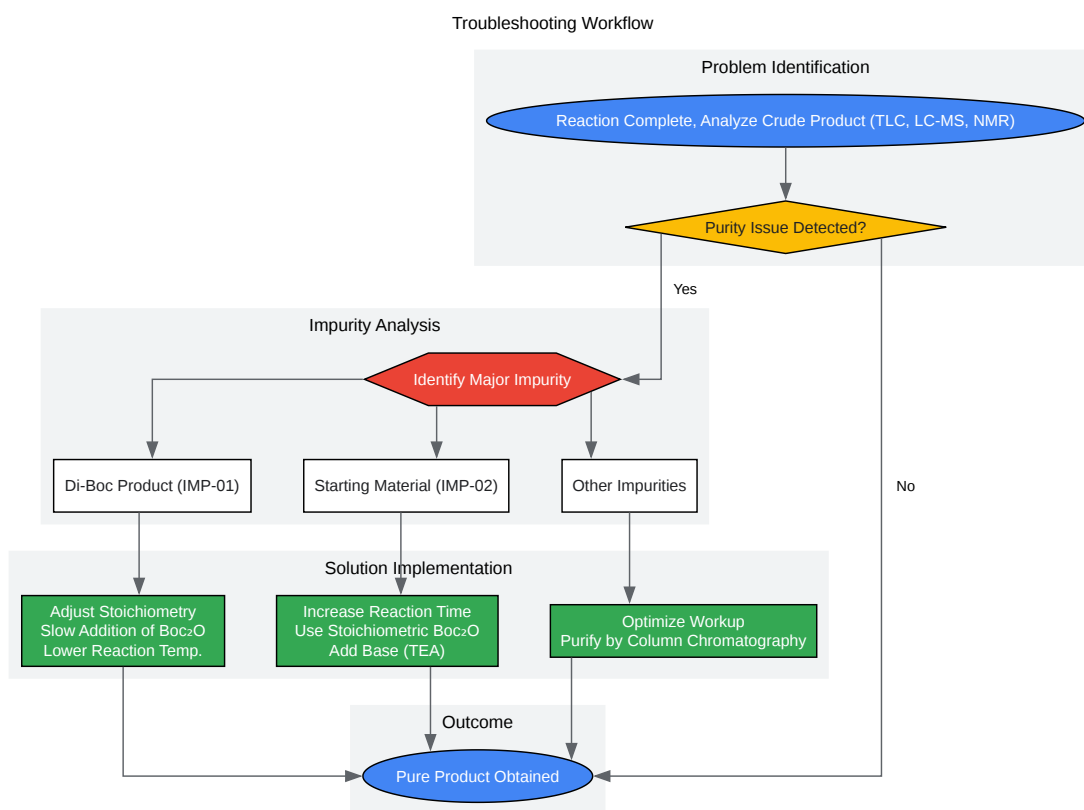 Troubleshooting Workflow
Problem Identification
Reaction Complete, Analyze Crude Product (TLC, LC-MS, NMR)
Purity Issue Detected?
Yes
Impurity Analysis
Identify Major Impurity
Di-Boc Product (IMP-01)
Starting Material (IMP-02)
Other Impurities
No
Solution Implementation
Adjust Stoichiometry
Slow Addition of Boc₂O
Lower Reaction Temp.
Increase Reaction Time
Use Stoichiometric Boc₂O
Add Base (TEA)
Optimize Workup
Purify by Column Chromatography
Outcome
Pure Product Obtained